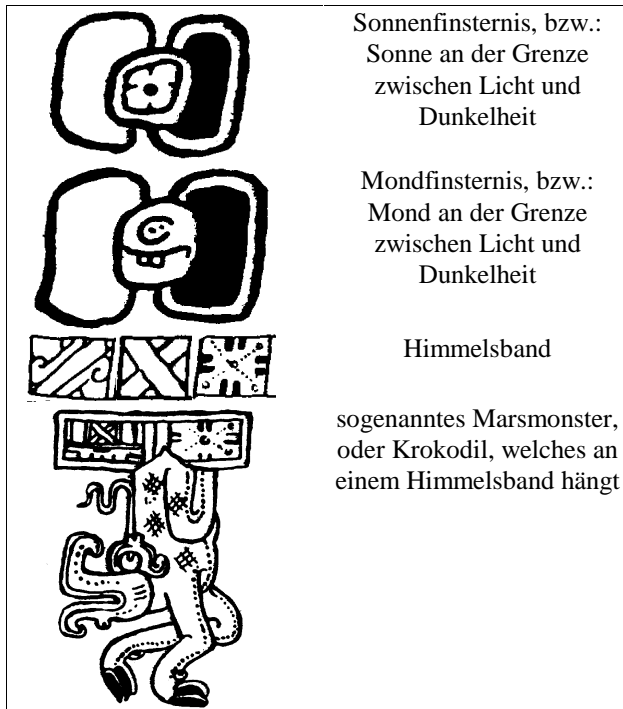 Sonnenfinsternis, bzw.:
Sonne an der Grenze
zwischen Licht und
Dunkelheit
Mondfinsternis, bzw.:
Mond an der Grenze
zwischen Licht und
Dunkelheit
Himmelsband
sogenanntes Marsmonster,
oder Krokodil, welches an
einem Himmelsband hängt